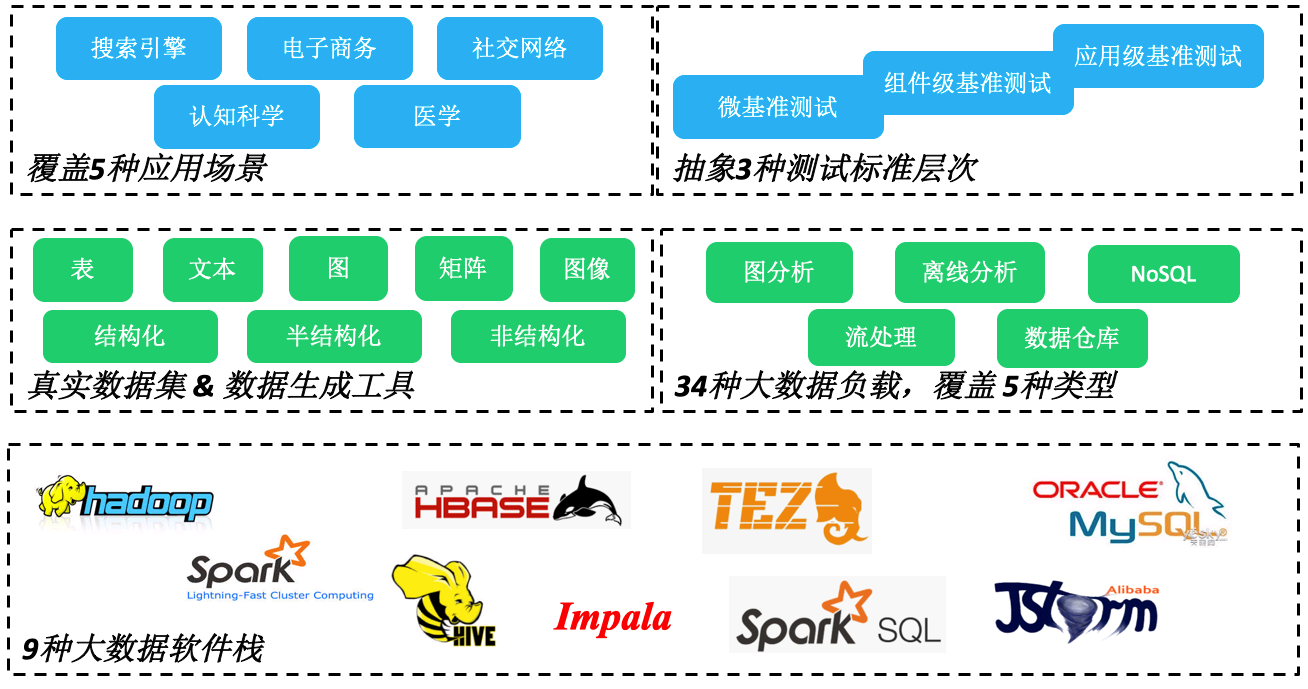 搜索引擎
电子商务
社交网络
认知科学
医学
覆盖5种应用场景
微基准测试
组件级基准测试
应用级基准测试
抽象3种测试标准层次
表
文本
图
矩阵
图像
结构化
半结构化
非结构化
真实数据集 & 数据生成工具
图分析
离线分析
NoSQL
流处理
数据仓库
34种大数据负载，覆盖 5种类型
hadoop
APACHE
HBASE
TEZ
ORACLE®
MySQL
Spark
Lightning-Fast Cluster Computing
HIVE
Impala
Spark SQL
Alibaba
JStorm
9种大数据软件栈